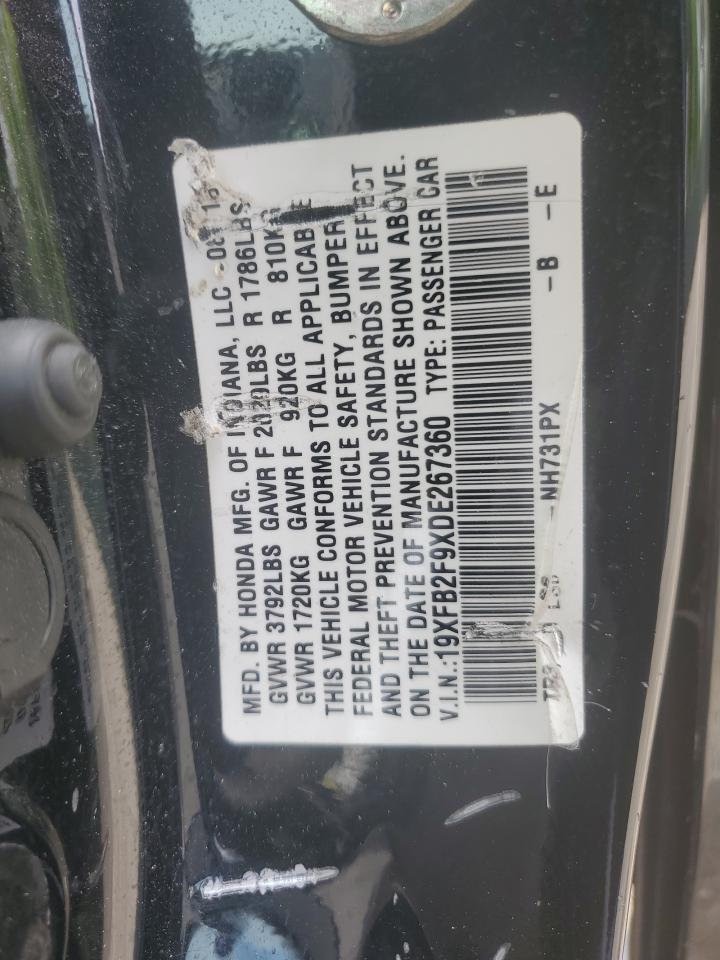 MFD. BY HONDA MFG. OF INDIANA, LLC
GVWR 3792LBS GAWR F 2029LBS R 1786LBS
GVWR 1720KG GAWR F 920KG R 810KG
THIS VEHICLE CONFORMS TO ALL APPLICABLE
FEDERAL MOTOR VEHICLE SAFETY, BUMPER
AND THEFT PREVENTION STANDARDS IN EFFECT
ON THE DATE OF MANUFACTURE SHOWN ABOVE.
V.I.N.:19XFB2F9XDE267360 TYPE: PASSENGER CAR
NH731PX -B -E